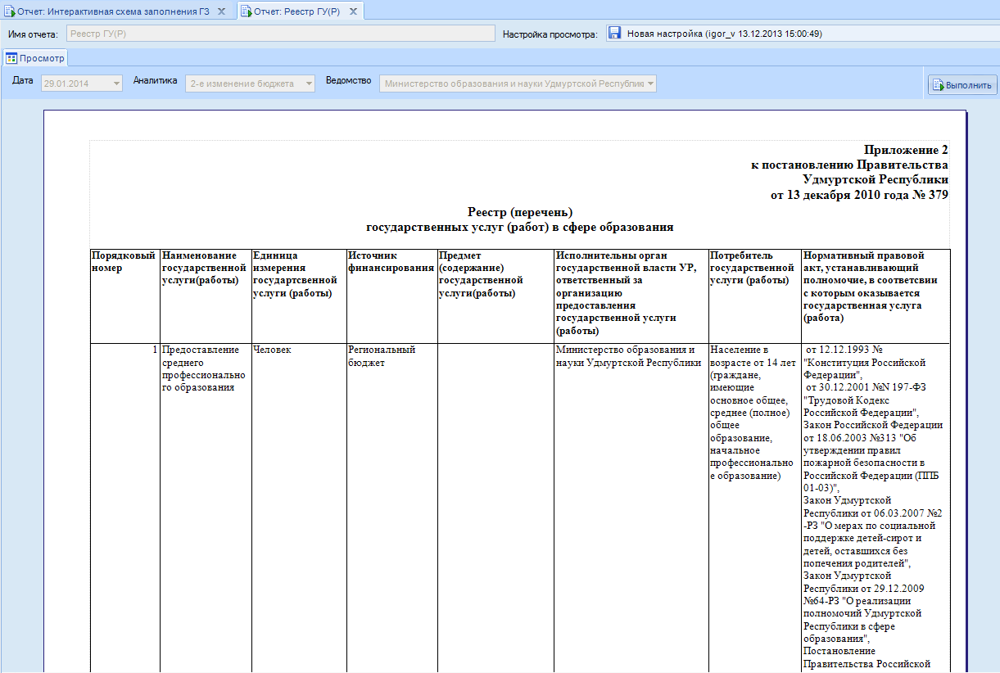 Отчет: Интерактивная схема заполнения ГЗ X Отчет: Реестр ГУ(Р) X
Имя отчета: Реестр ГУ(Р) Настройка просмотра: Новая настройка (igor_v 13.12.2013 15:00:49)
Просмотр
Дата 29.01.2014 Аналитика 2-е изменение бюджета Ведомство Министерство образования и науки Удмуртской Республик Выполнить
Приложение 2
к постановлению Правительства
Удмуртской Республики
от 13 декабря 2010 года № 379
Реестр (перечень)
государственных услуг (работ) в сфере образования
Порядковый
номер
Наименование
государственной
услуги(работы)
Единица
измерения
государтсвенной
услуги (работы)
Источник
финансирования
Предмет
(содержание)
государственной
услуги(работы)
Исполнительны орган
государственной власти УР,
ответственный за
организацию
предоставления
государственной услуги
(работы)
Потребитель
государственной
услуги (работы)
Нормативный правовой
акт, устанавливающий
полномочие, в соответсвии
с которым оказывается
государственная услуга
(работа)
1
Предоставление
среднего
профессионально
го образования
Человек
Региональный
бюджет
Министерство образования и
науки Удмуртской Республики
Население в
возрасте от 14 лет
(граждане,
имеющие
основное общее,
среднее (полное)
общее
образование,
начальное
профессионально
е образование)
от 12.12.1993 №
"Конституция Российской
Федерации",
от 30.12.2001 №N 197-ФЗ
"Трудовой Кодекс
Российской Федерации",
Закон Российской Федерации
от 18.06.2003 №313 "Об
утверждении правил
пожарной безопасности в
Российской Федерации (ППБ
01-03)",
Закон Удмуртской
Республики от 06.03.2007 №2
-РЗ "О мерах по социальной
поддержке детей-сирот и
детей, оставшихся без
попечения родителей",
Закон Удмуртской
Республики от 29.12.2009
№64-РЗ "О реализации
полномочий Удмуртской
Республики в сфере
образования",
Постановление
Правительства Российской